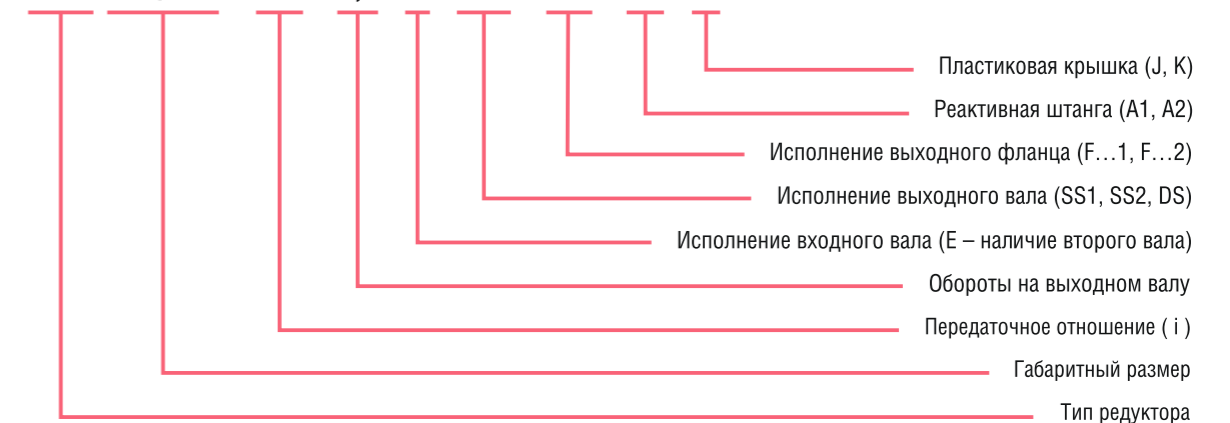 Пластиковая крышка (J, K)
Реактивная штанга (A1, A2)
Исполнение выходного фланца (F…1, F…2)
Исполнение выходного вала (SS1, SS2, DS)
Исполнение входного вала (E – наличие второго вала)
Обороты на выходном валу
Передаточное отношение ( i )
Габаритный размер
Тип редуктора